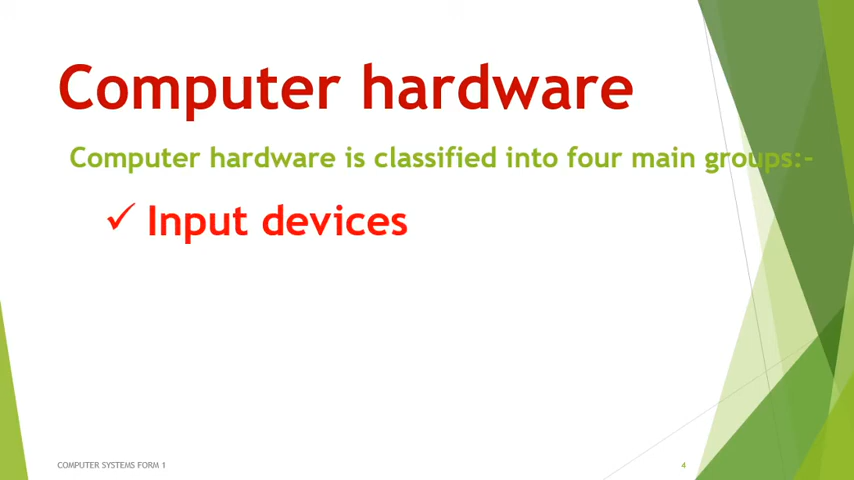 Computer hardware
Computer hardware is classified into four main groups:-
✓ Input devices
COMPUTER SYSTEMS FORM 1
4